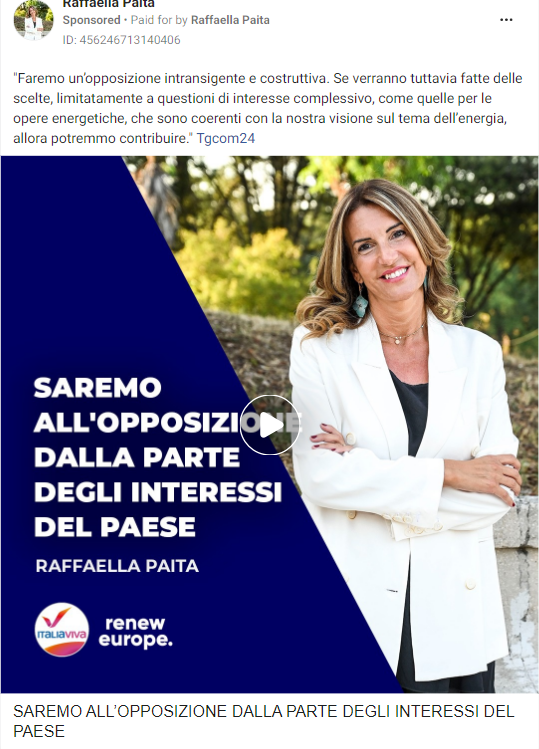 Raffaella Paita
Sponsored • Paid for by Raffaella Paita
ID: 456246713140406
"Faremo un’opposizione intransigente e costruttiva. Se verranno tuttavia fatte delle
scelte, limitatamente a questioni di interesse complessivo, come quelle per le
opere energetiche, che sono coerenti con la nostra visione sul tema dell’energia,
allora potremmo contribuire." Tgcom24
SAREMO
ALL'OPPOSIZIONE
DALLA PARTE
DEGLI INTERESSI
DEL PAESE
RAFFAELLA PAITA
ITALIAVIVA
renew
europe.
SAREMO ALL’OPPOSIZIONE DALLA PARTE DEGLI INTERESSI DEL
PAESE